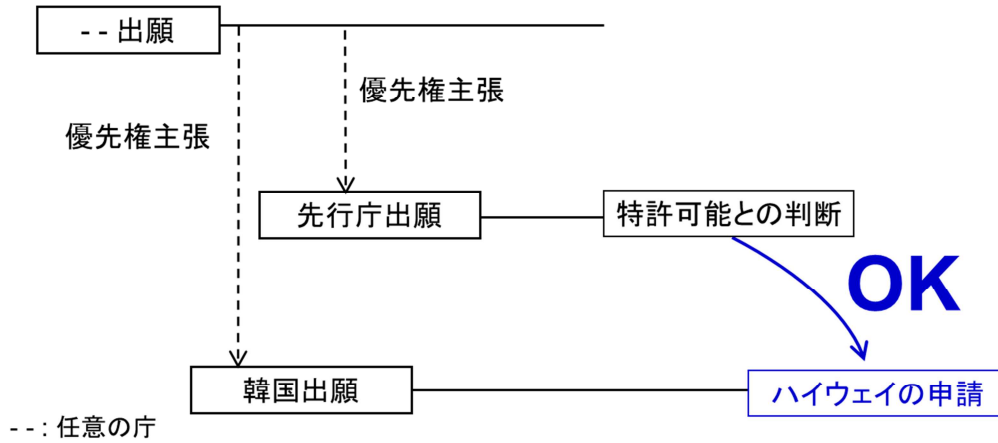 -- 出願
優先権主張
優先権主張
先行庁出願
特許可能との判断
OK
韓国出願
ハイウェイの申請
-- : 任意の庁